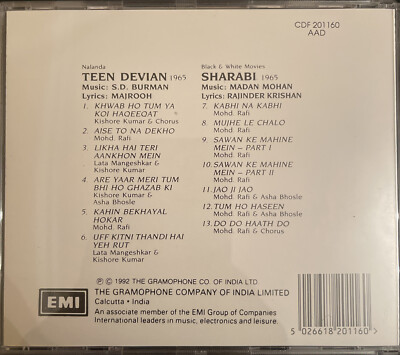 CDF 201160
AAD
Nalanda
TEEN DEVIAN 1965
Music: S.D. BURMAN
Lyrics: MAJROOH
1. KHWAB HO TUM YA
KOI HAQEEQAT
Kishore Kumar & Chorus
2. AISE TO NA DEKHO
Mohd. Rafi
3. LIKHA HAI TERI
AANKHON MEIN
Lata Mangeshkar &
Kishore Kumar
4. ARE YAAR MERI TUM
BHI HO GHAZAB KI
Kishore Kumar &
Asha Bhosle
5. KAHIN BEKHAYAL
HOKAR
Mohd. Rafi
6. UFF KITNI THANDI HAI
YEH RUT
Lata Mangeshkar &
Kishore Kumar
Black & White Movies
SHARABI 1965
Music: MADAN MOHAN
Lyrics: RAJINDER KRISHAN
7. KABHI NA KABHI
Mohd. Rafi
8. MUJHE LE CHALO
Mohd. Rafi
9. SAWAN KE MAHINE
MEIN – PART I
Mohd. Rafi
10. SAWAN KE MAHINE
MEIN – PART II
Mohd. Rafi
11. JAO JI JAO
Mohd. Rafi & Asha Bhosle
12. TUM HO HASEEN
Mohd. Rafi & Asha Bhosle
13. DO DO HAATH DO
Mohd. Rafi & Chorus
EMI
℗ © 1992 THE GRAMOPHONE CO. OF INDIA LTD
THE GRAMOPHONE COMPANY OF INDIA LIMITED
Calcutta • India
An associate member of the EMI Group of Companies
International leaders in music, electronics and leisure.
5 026618 201160